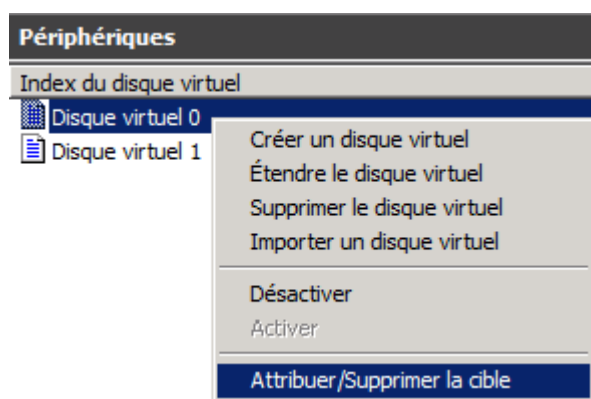 Périphériques
Index du disque virtuel
Disque virtuel 0
Disque virtuel 1
Créer un disque virtuel
Étendre le disque virtuel
Supprimer le disque virtuel
Importer un disque virtuel
Désactiver
Activer
Attribuer/Supprimer la cible